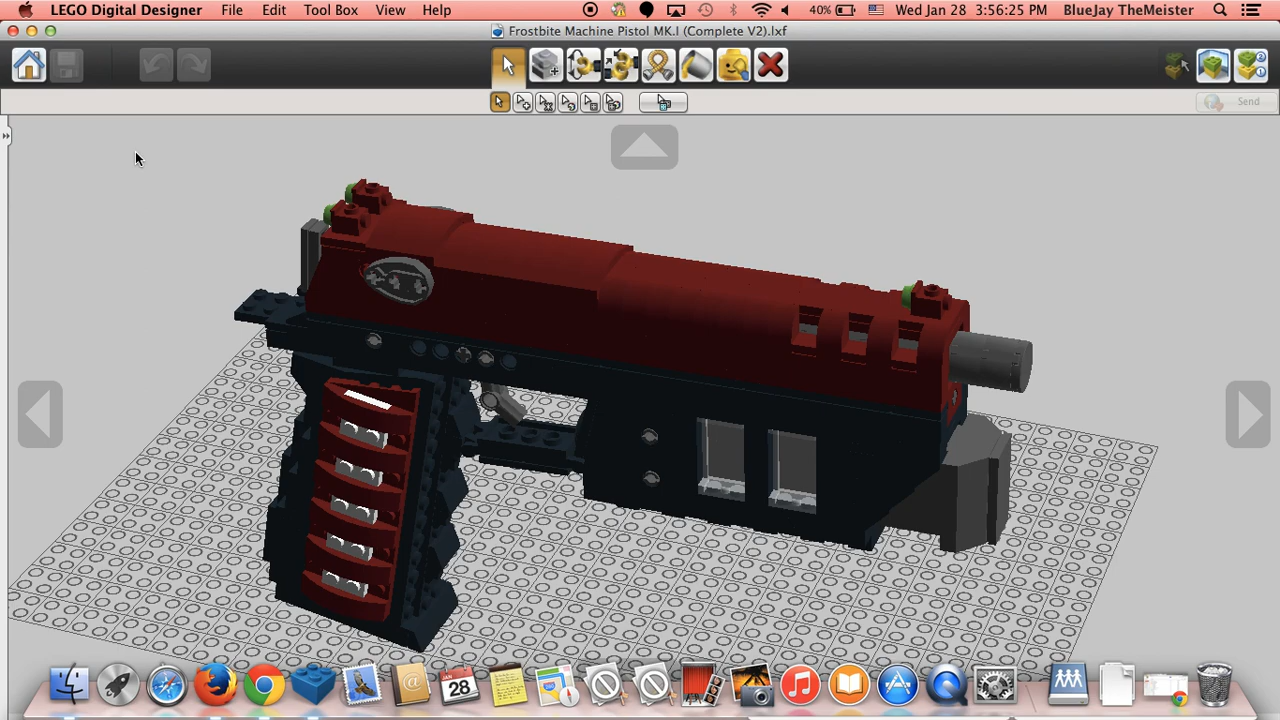 LEGO Digital Designer File Edit Tool Box View Help 40% Wed Jan 28 3:56:25 PM BlueJay TheMeister
Frostbite Machine Pistol MK.I (Complete V2).lxf
Send
28